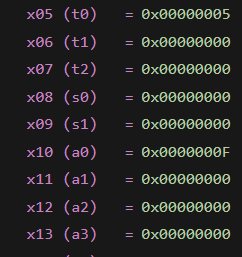 x05 (t0) = 0x00000005
x06 (t1) = 0x00000000
x07 (t2) = 0x00000000
x08 (s0) = 0x00000000
x09 (s1) = 0x00000000
x10 (a0) = 0x0000000F
x11 (a1) = 0x00000000
x12 (a2) = 0x00000000
x13 (a3) = 0x00000000